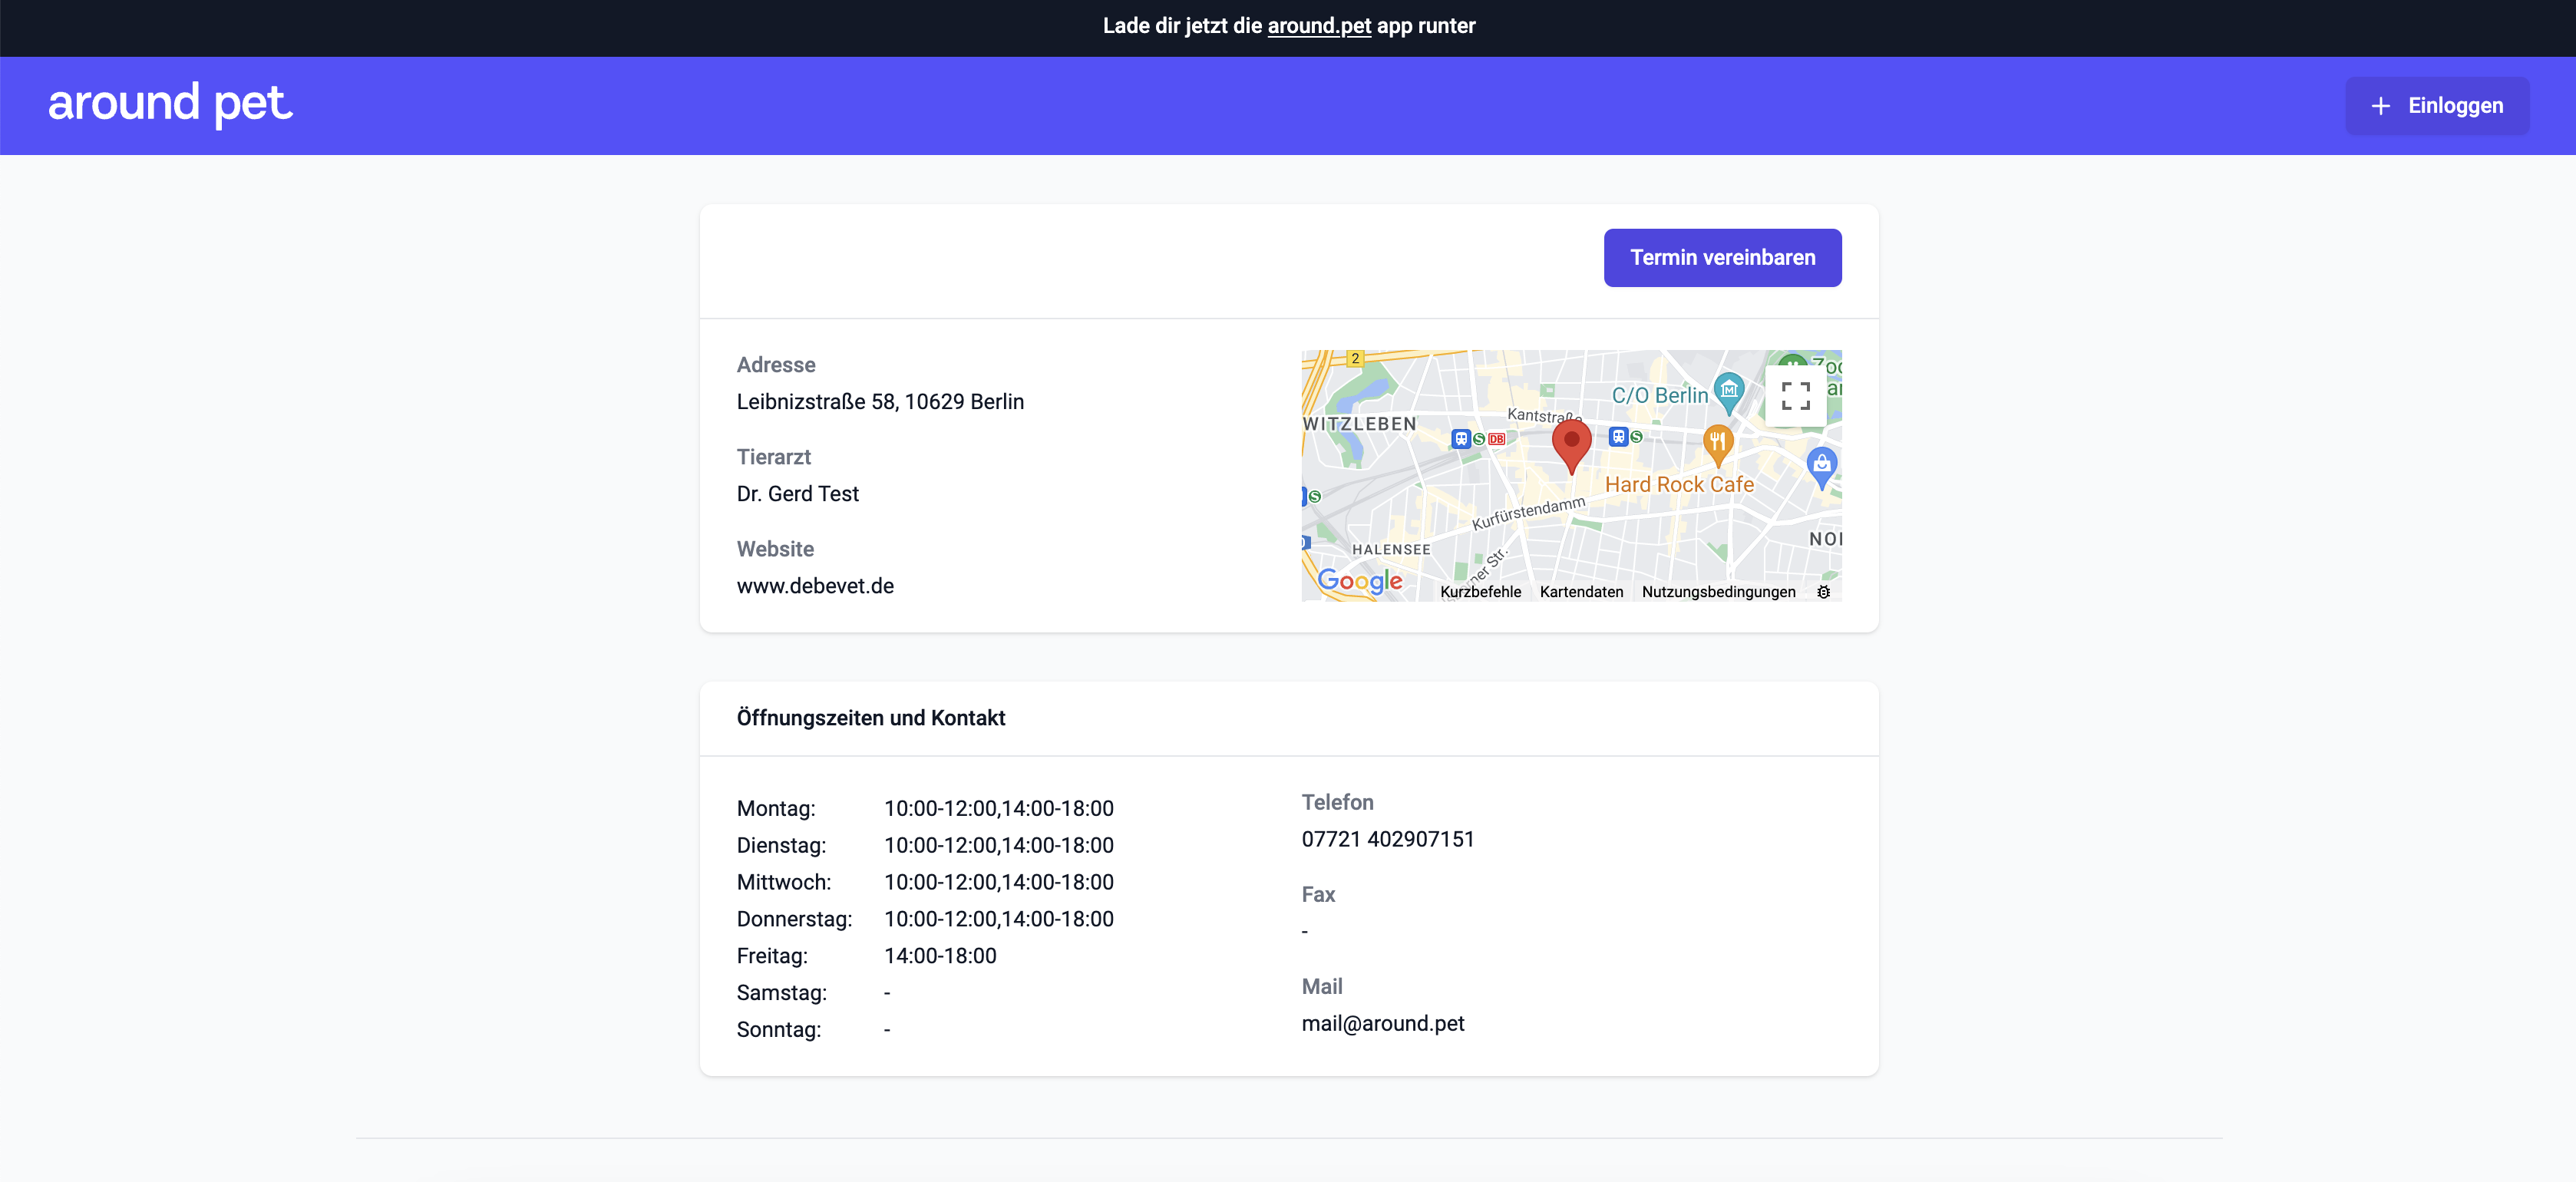 Lade dir jetzt die around.pet app runter
around pet.
Einloggen
Termin vereinbaren
Adresse
Leibnizstraße 58, 10629 Berlin
Tierarzt
Dr. Gerd Test
Website
www.debevet.de
2
Zoo
C/O Berlin
Kantstraße
WITZLEBEN
S
DB
S
Hard Rock Cafe
S
Kurfürstendamm
HALENSEE
Str.
Google
Kurzbefehle
Kartendaten
Nutzungsbedingungen
Öffnungszeiten und Kontakt
Montag: 10:00-12:00,14:00-18:00
Dienstag: 10:00-12:00,14:00-18:00
Mittwoch: 10:00-12:00,14:00-18:00
Donnerstag: 10:00-12:00,14:00-18:00
Freitag: 14:00-18:00
Samstag: -
Sonntag: -
Telefon
07721 402907151
Fax
-
Mail
mail@around.pet